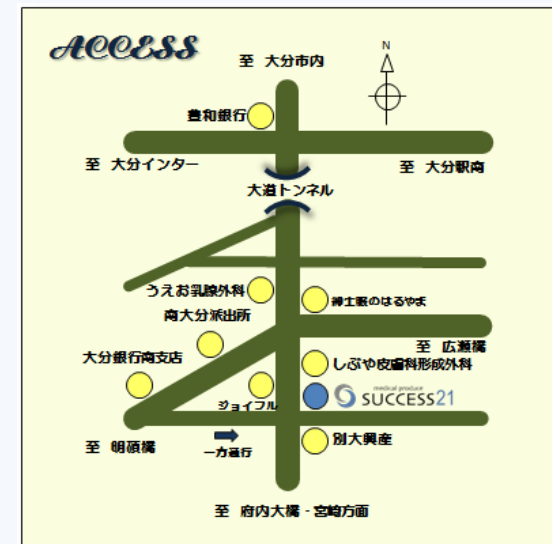 ACCESS
N
至 大分市内
豊和銀行
至 大分インター
至 大分駅南
大道トンネル
うえお乳腺外科
紳士服のはるやま
南大分派出所
至 広瀬橋
大分銀行南支店
しぶや皮膚科形成外科
medical produce
SUCCESS21
ジョイフル
至 明磧橋
一方通行
別大興産
至 府内大橋・宮崎方面